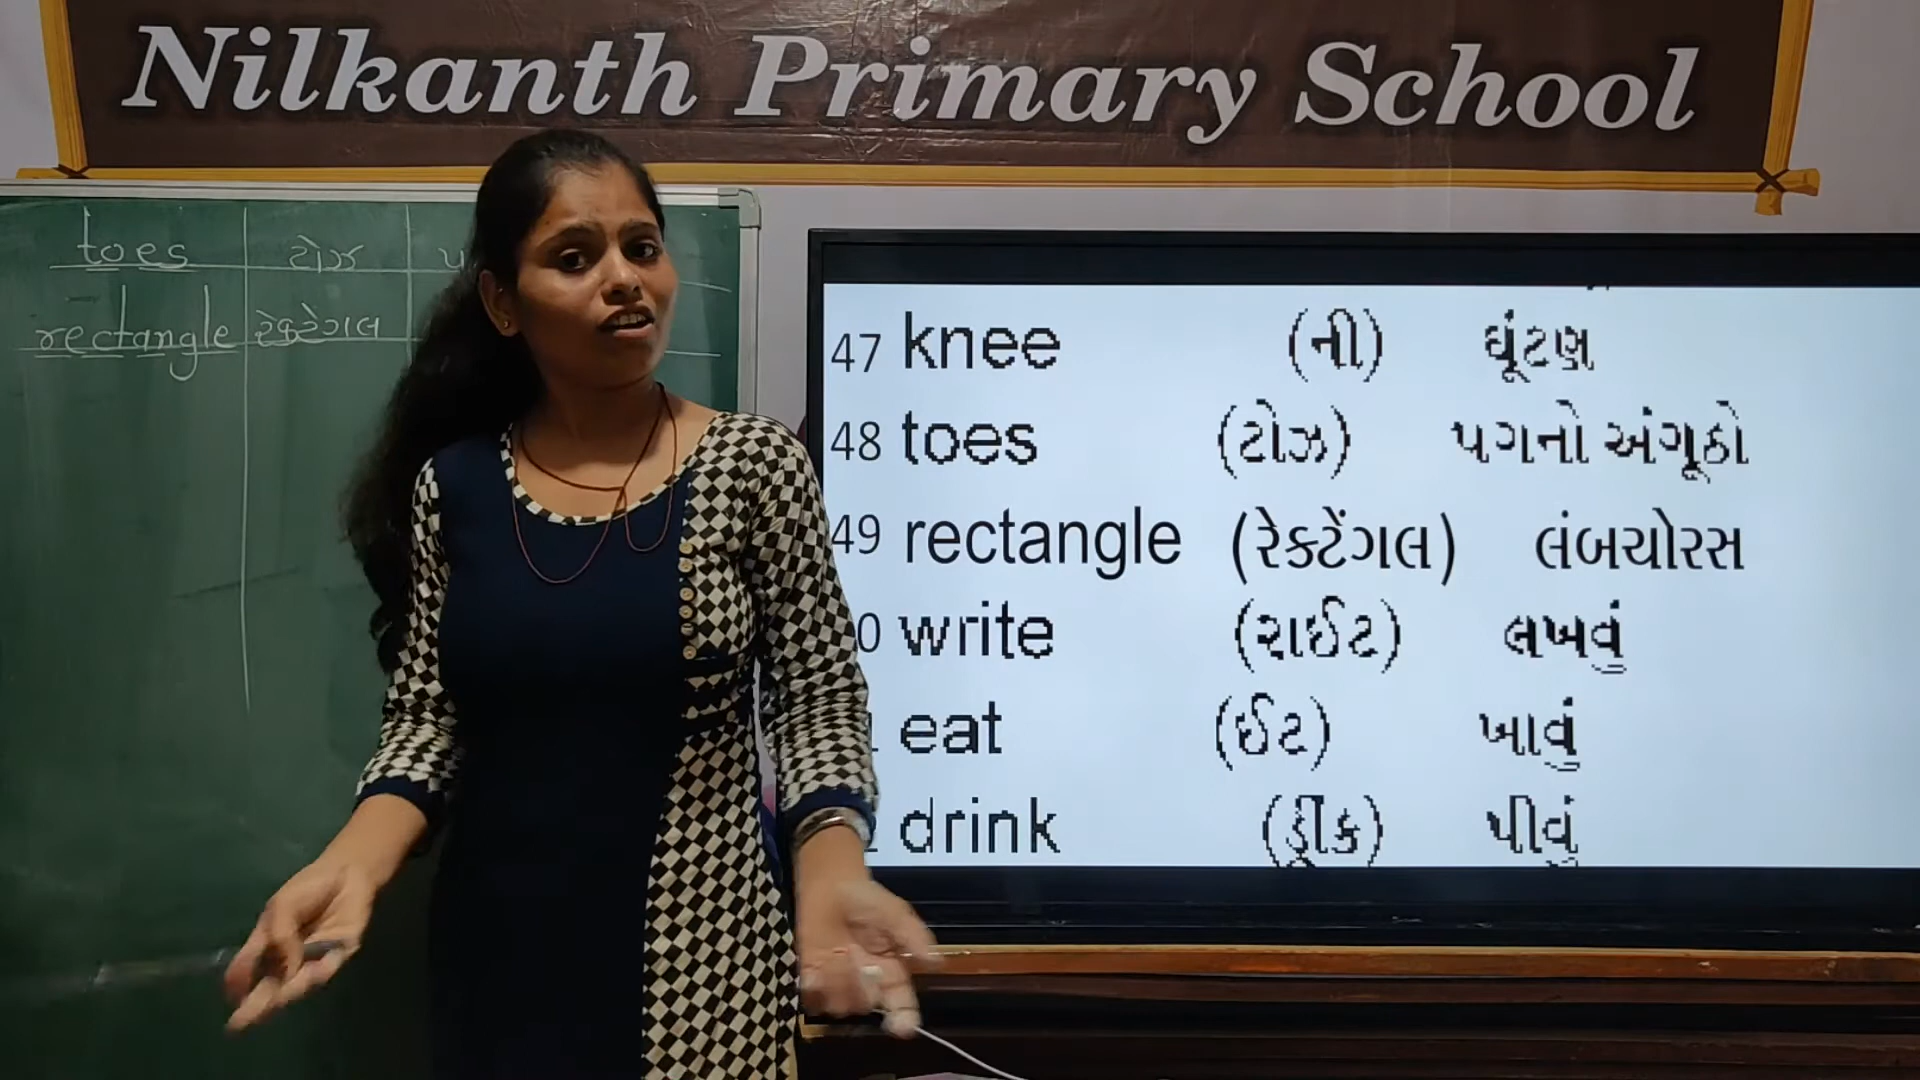 Nilkanth Primary School
toes ટોઝ પ
rectangle રેક્ટેંગલ
47 knee (ની) ઘૂંટણ
48 toes (ટોઝ) પગનો અંગૂઠો
49 rectangle (રેક્ટેંગલ) લંબચોરસ
0 write (રાઈટ) લખવું
eat (ઈટ) ખાવું
drink (ડ્રીંક) પીવું